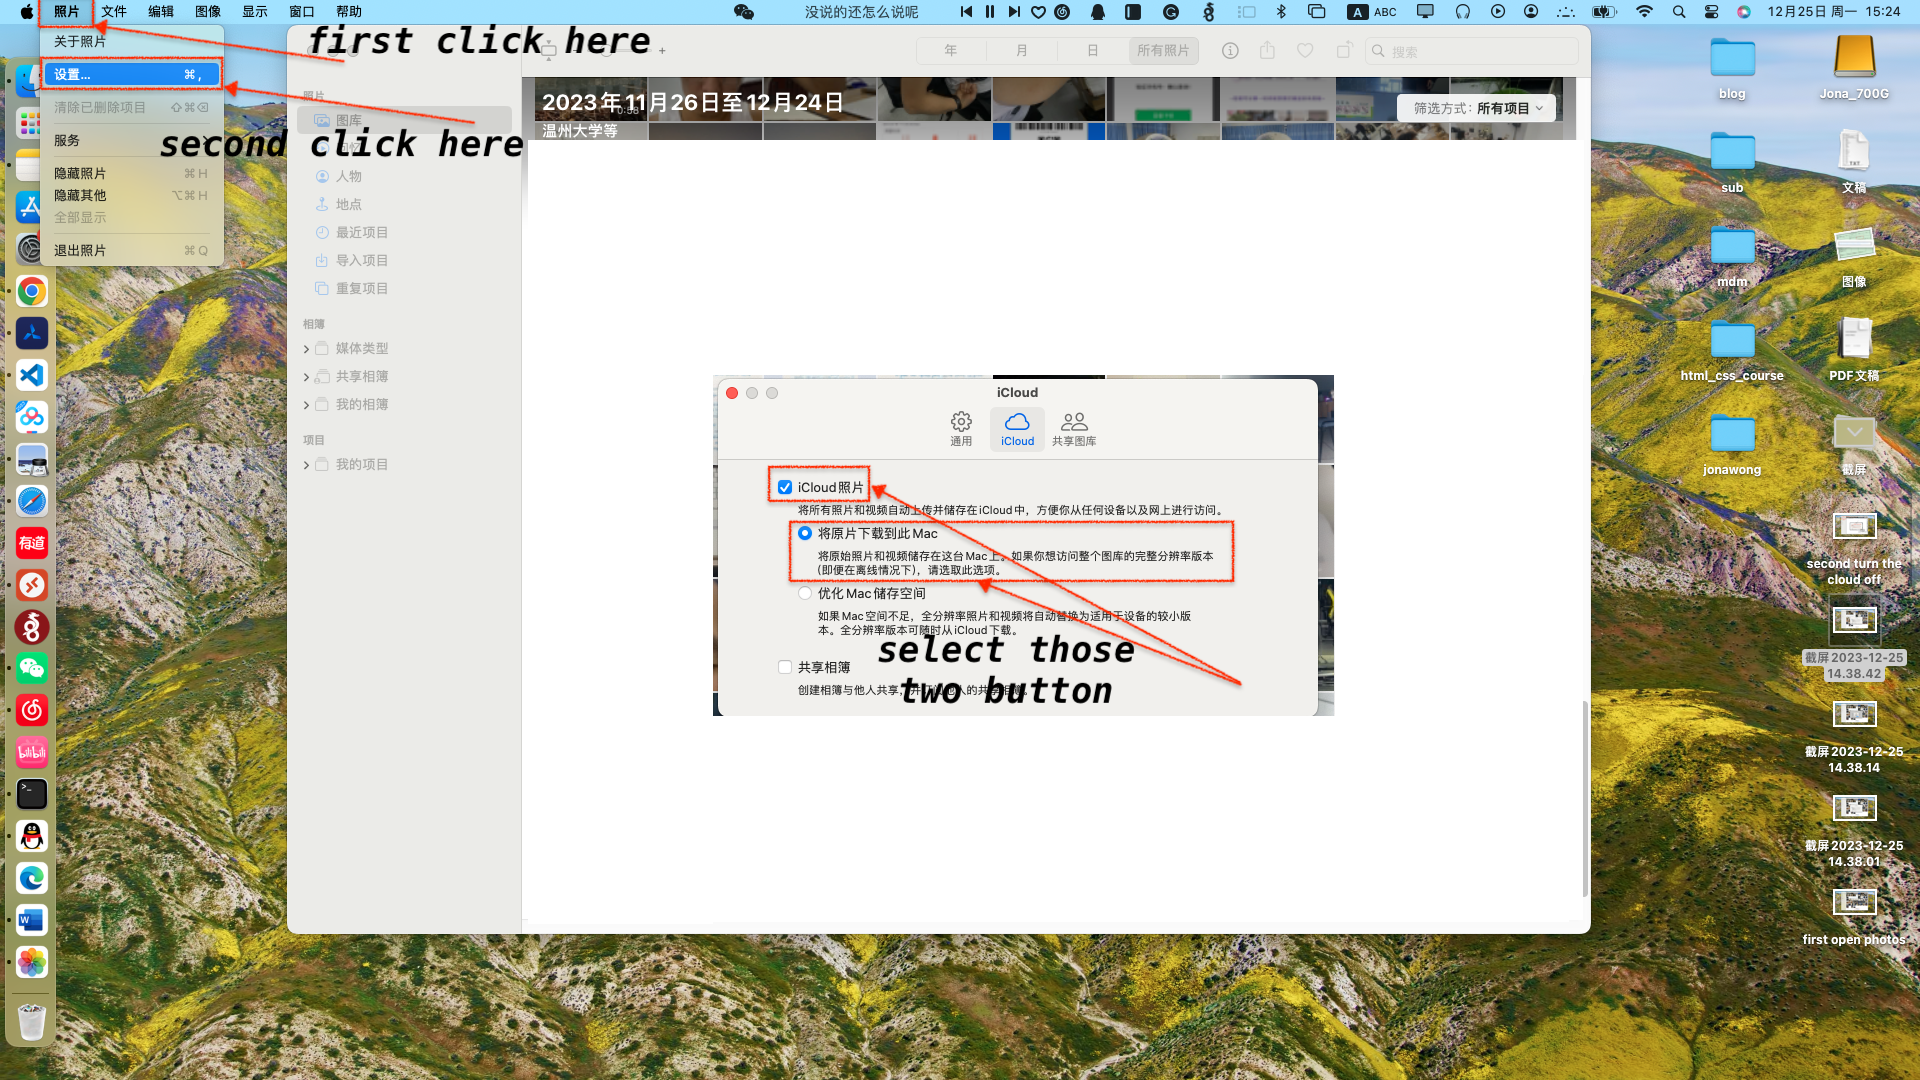 照片 文件 编辑 图像 显示 窗口 帮助
没说的还怎么说呢
A ABC
12月25日 周一 15:24
first click here
关于照片
设置... ⌘ ,
清除已删除项目 ⇧⌘⌫
服务
second click here
隐藏照片 ⌘H
隐藏其他 ⌥⌘H
全部显示
退出照片 ⌘Q
照片
图库
人物
地点
最近项目
导入项目
重复项目
相簿
媒体类型
共享相簿
我的相簿
项目
我的项目
年 月 日 所有照片
搜索
2023年11月26日至12月24日
温州大学等
筛选方式: 所有项目
iCloud
通用 iCloud 共享图库
iCloud照片
将所有照片和视频自动上传并储存在iCloud中，方便你从任何设备以及网上进行访问。
将原片下载到此Mac
将原始照片和视频储存在这台Mac上。如果你想访问整个图库的完整分辨率版本
(即便在离线情况下)，请选取此选项。
优化Mac储存空间
如果Mac空间不足，全分辨率照片和视频将自动替换为适用于设备的较小版
本。全分辨率版本可随时从iCloud下载。
select those
two button
共享相簿
创建相簿与他人共享，并订阅他人的共享相簿。
blog
Jona_700G
sub
文稿
mdm
图像
html_css_course
PDF文稿
jonawong
截屏
second turn the
cloud off
截屏2023-12-25
14.38.42
截屏2023-12-25
14.38.14
截屏2023-12-25
14.38.01
first open photos
有道
bilibili
W